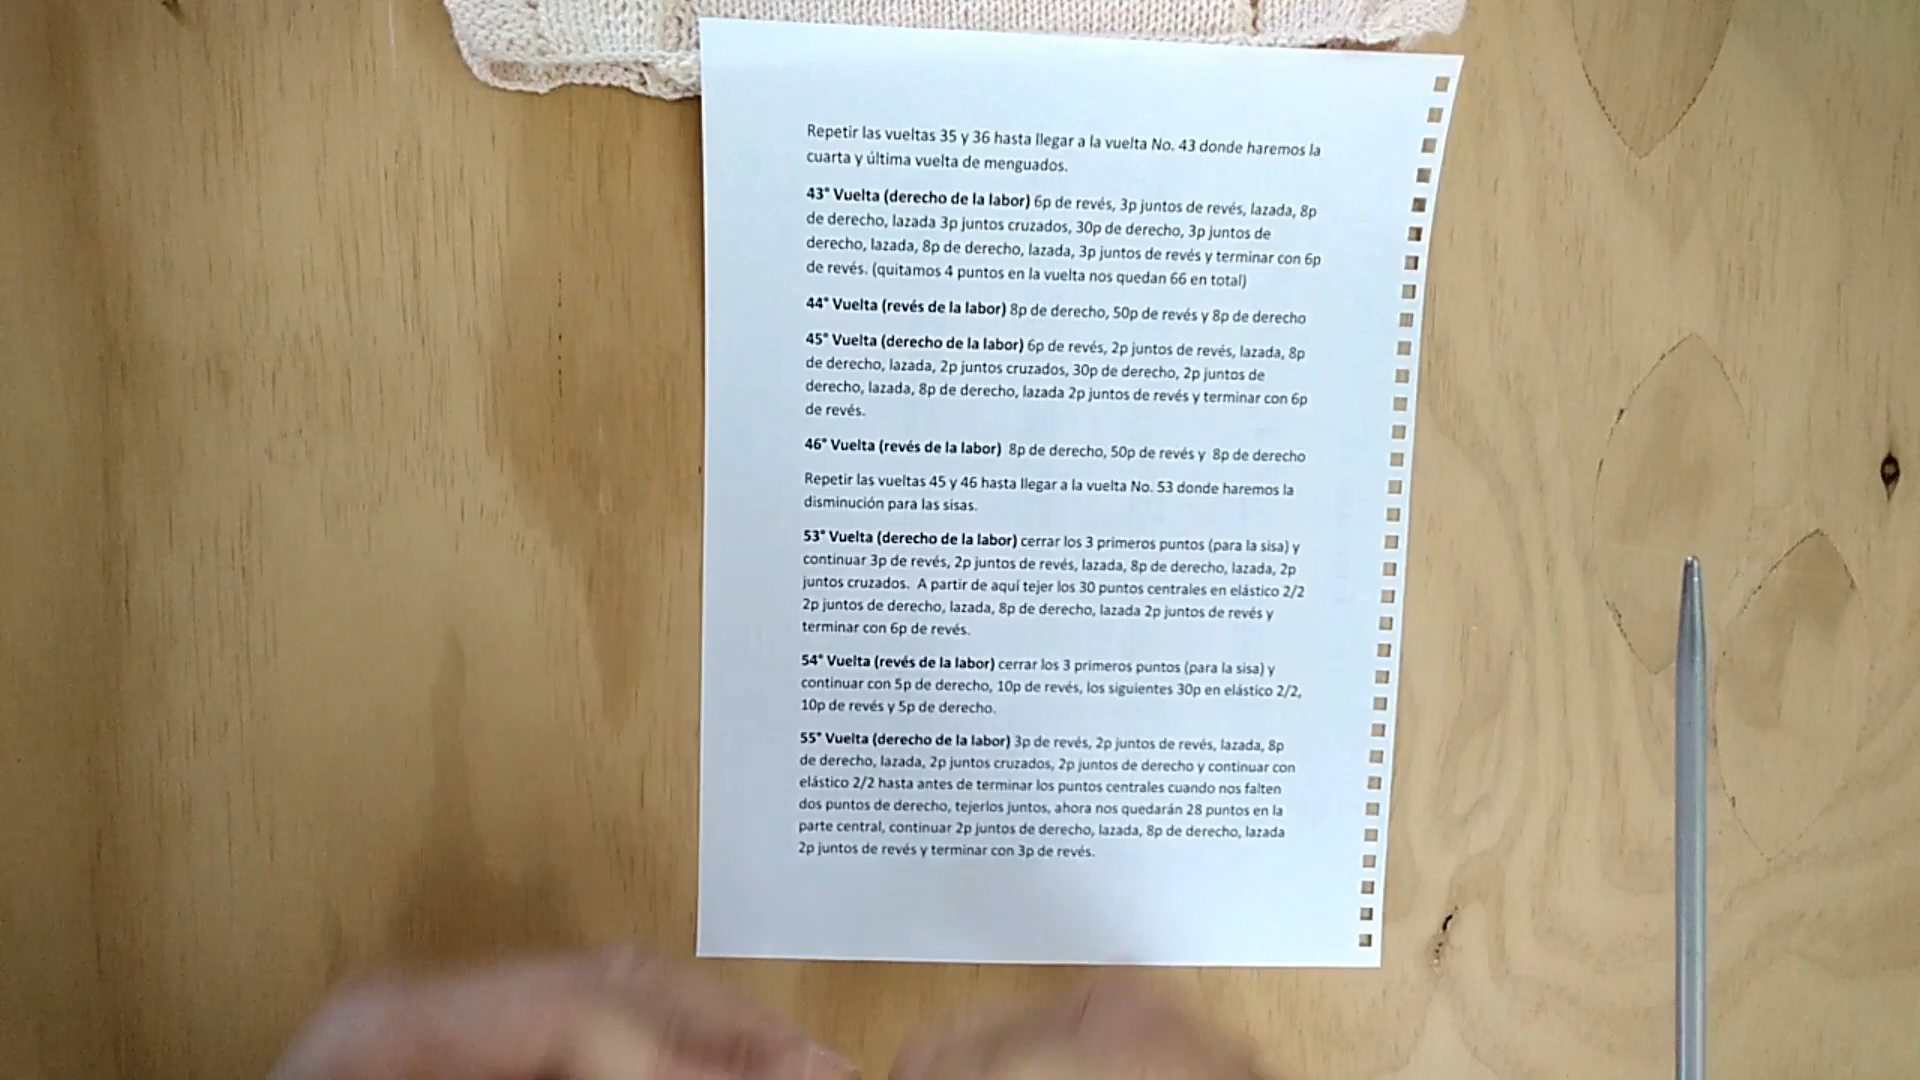 Repetir las vueltas 35 y 36 hasta llegar a la vuelta No. 43 donde haremos la
cuarta y última vuelta de menguados.
43° Vuelta (derecho de la labor) 6p de revés, 3p juntos de revés, lazada, 8p
de derecho, lazada 3p juntos cruzados, 30p de derecho, 3p juntos de
derecho, lazada, 8p de derecho, lazada, 3p juntos de revés y terminar con 6p
de revés. (quitamos 4 puntos en la vuelta nos quedan 66 en total)
44° Vuelta (revés de la labor) 8p de derecho, 50p de revés y 8p de derecho
45° Vuelta (derecho de la labor) 6p de revés, 2p juntos de revés, lazada, 8p
de derecho, lazada, 2p juntos cruzados, 30p de derecho, 2p juntos de
derecho, lazada, 8p de derecho, lazada 2p juntos de revés y terminar con 6p
de revés.
46° Vuelta (revés de la labor) 8p de derecho, 50p de revés y 8p de derecho
Repetir las vueltas 45 y 46 hasta llegar a la vuelta No. 53 donde haremos la
disminución para las sisas.
53° Vuelta (derecho de la labor) cerrar los 3 primeros puntos (para la sisa) y
continuar 3p de revés, 2p juntos de revés, lazada, 8p de derecho, lazada, 2p
juntos cruzados. A partir de aquí tejer los 30 puntos centrales en elástico 2/2
2p juntos de derecho, lazada, 8p de derecho, lazada 2p juntos de revés y
terminar con 6p de revés.
54° Vuelta (revés de la labor) cerrar los 3 primeros puntos (para la sisa) y
continuar con 5p de derecho, 10p de revés, los siguientes 30p en elástico 2/2,
10p de revés y 5p de derecho.
55° Vuelta (derecho de la labor) 3p de revés, 2p juntos de revés, lazada, 8p
de derecho, lazada, 2p juntos cruzados, 2p juntos de derecho y continuar con
elástico 2/2 hasta antes de terminar los puntos centrales cuando nos falten
dos puntos de derecho, tejerlos juntos, ahora nos quedarán 28 puntos en la
parte central, continuar 2p juntos de derecho, lazada, 8p de derecho, lazada
2p juntos de revés y terminar con 3p de revés.